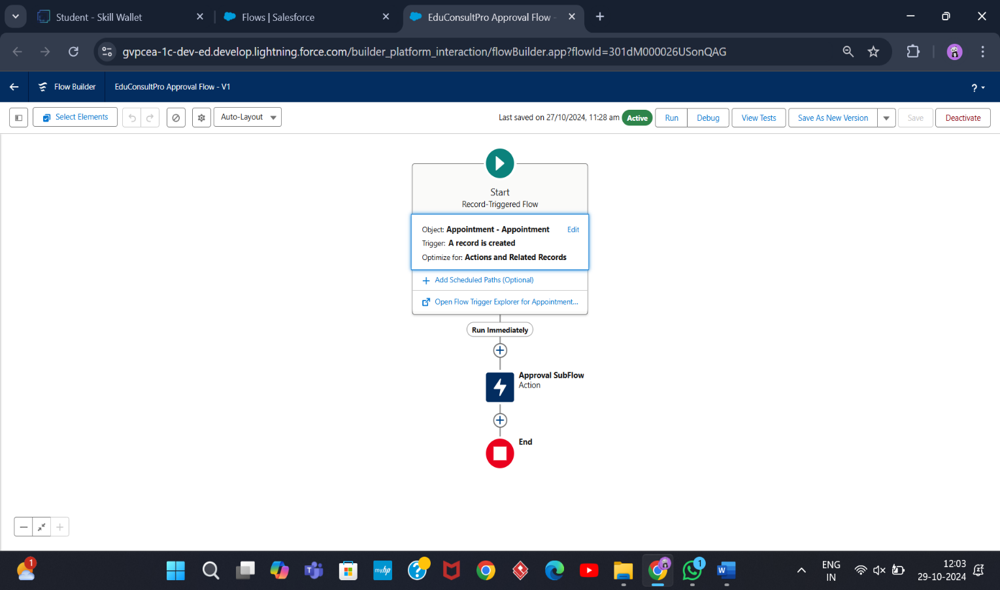 Student - Skill Wallet
Flows | Salesforce
EduConsultPro Approval Flow -
gvpcea-1c-dev-ed.develop.lightning.force.com/builder_platform_interaction/flowBuilder.app?flowId=301dM000026USonQAG
Flow Builder
EduConsultPro Approval Flow - V1
?
Select Elements
Auto-Layout
Last saved on 27/10/2024, 11:28 am
Active
Run
Debug
View Tests
Save As New Version
Save
Deactivate
Start
Record-Triggered Flow
Object: Appointment - Appointment
Edit
Trigger: A record is created
Optimize for: Actions and Related Records
Add Scheduled Paths (Optional)
Open Flow Trigger Explorer for Appointment...
Run Immediately
Approval SubFlow
Action
End
1
myhp
?
1
W
ENG
IN
12:03
29-10-2024